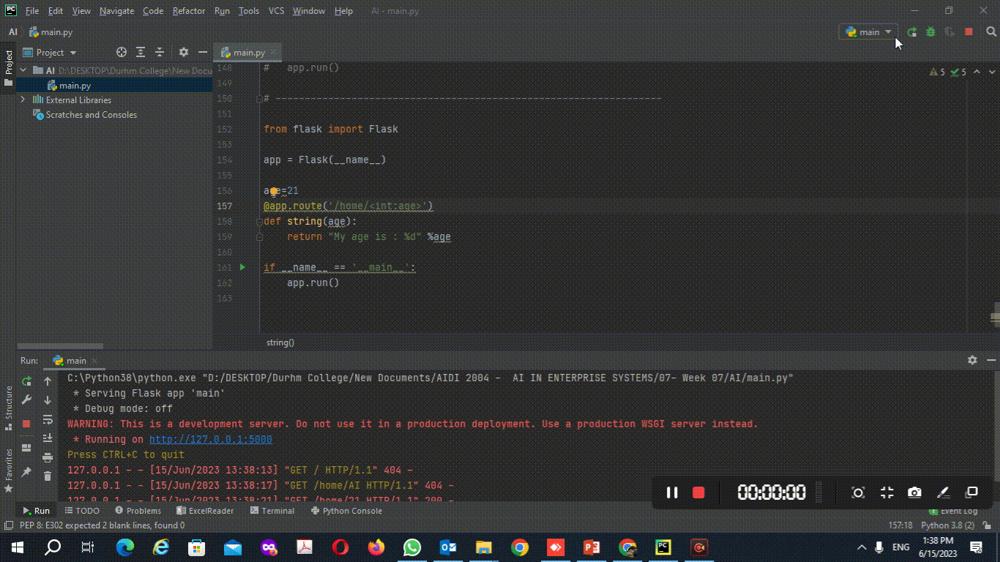 File Edit View Navigate Code Refactor Run Tools VCS Window Help AI - main.py
AI main.py main
Project main.py
AI D:\DESKTOP\Durhm College\New Docu
main.py
External Libraries
Scratches and Consoles
Project
5 5
148 # app.run()
149
150 # ------------------------------------------------------------------
151
152 from flask import Flask
153
154 app = Flask(__name__)
155
156 age=21
157 @app.route('/home/<int:age>')
158 def string(age):
159 return "My age is : %d" %age
160
161 if __name__ == '__main__':
162 app.run()
163
string()
Run: main
Structure
Favorites
C:\Python38\python.exe "D:/DESKTOP/Durhm College/New Documents/AIDI 2004 - AI IN ENTERPRISE SYSTEMS/07- Week 07/AI/main.py"
* Serving Flask app 'main'
* Debug mode: off
WARNING: This is a development server. Do not use it in a production deployment. Use a production WSGI server instead.
* Running on http://127.0.0.1:5000
Press CTRL+C to quit
127.0.0.1 - - [15/Jun/2023 13:38:13] "GET / HTTP/1.1" 404 -
127.0.0.1 - - [15/Jun/2023 13:38:17] "GET /home/AI HTTP/1.1" 404 -
127.0.0.1 - - [15/Jun/2023 13:38:21] "GET /home/21 HTTP/1.1" 200 -
00:00:00
Run TODO Problems ExcelReader Terminal Python Console Event Log
PEP 8: E302 expected 2 blank lines, found 0 157:18 Python 3.8 (2)
ENG
1:38 PM
6/15/2023